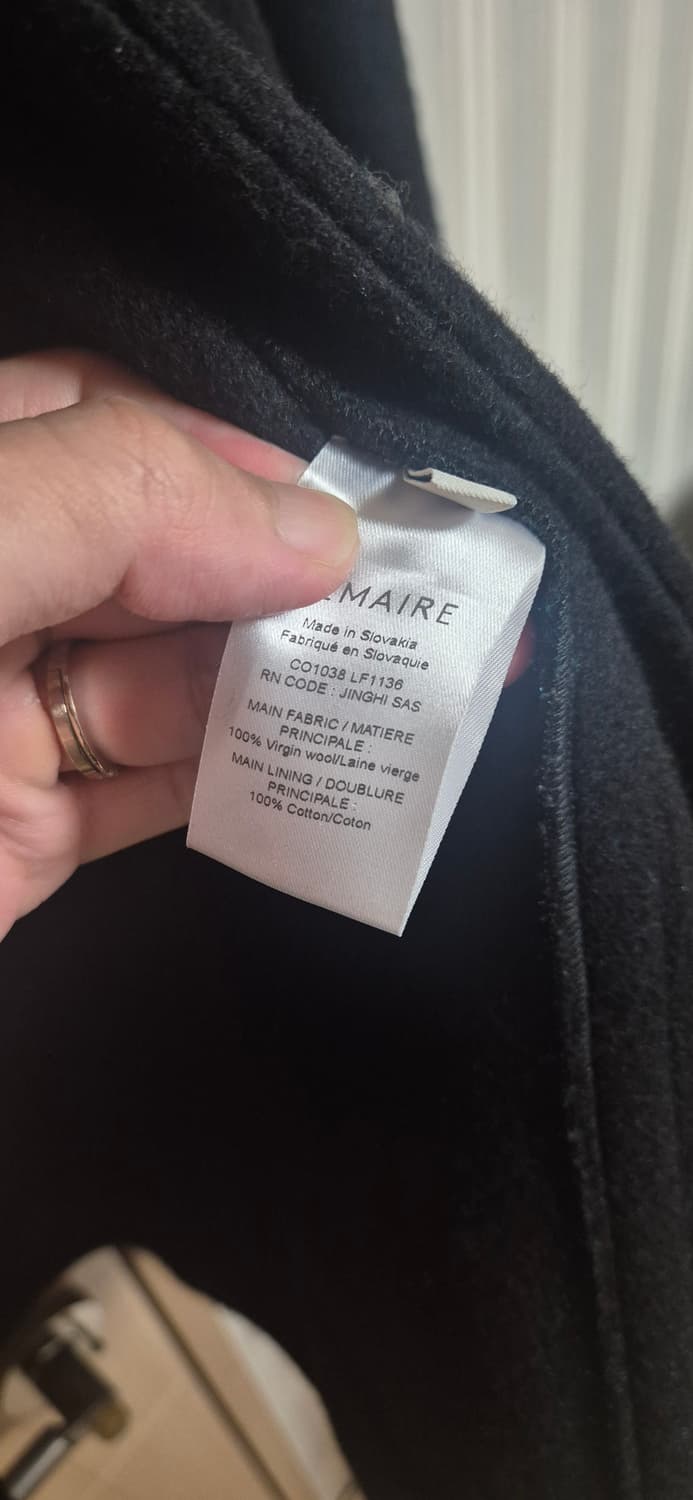 EMAIRE
Made in Slovakia
Fabriqué en Slovaquie
CO1038 LF1136
RN CODE : JINGHI SAS
MAIN FABRIC / MATIERE
PRINCIPALE :
100% Virgin wool/Laine vierge
MAIN LINING / DOUBLURE
PRINCIPALE :
100% Cotton/Coton